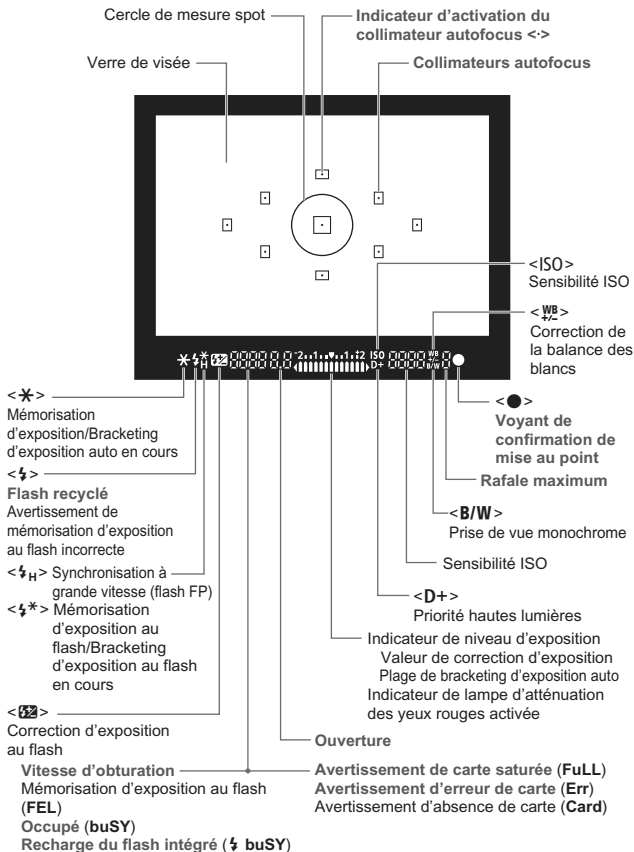 Cercle de mesure spot
Indicateur d’activation du
collimateur autofocus <·>
Verre de visée
Collimateurs autofocus
<ISO>
Sensibilité ISO
<WB +/->
Correction de
la balance des
blancs
-2..1..▼..1..+2 ISO D+ WB +/- B/W
<✱>
Mémorisation
d’exposition/Bracketing
d’exposition auto en cours
<⚡>
Flash recyclé
Avertissement de
mémorisation d’exposition
au flash incorrecte
<⚡H> Synchronisation à
grande vitesse (flash FP)
<⚡*> Mémorisation
d’exposition au
flash/Bracketing
d’exposition au flash
en cours
<●>
Voyant de
confirmation de
mise au point
Rafale maximum
<B/W>
Prise de vue monochrome
Sensibilité ISO
<D+>
Priorité hautes lumières
Indicateur de niveau d’exposition
Valeur de correction d’exposition
Plage de bracketing d’exposition auto
Indicateur de lampe d’atténuation
des yeux rouges activée
Correction d’exposition
au flash
Ouverture
Vitesse d’obturation
Mémorisation d’exposition au flash
(FEL)
Occupé (buSY)
Recharge du flash intégré (⚡ buSY)
Avertissement de carte saturée (FuLL)
Avertissement d’erreur de carte (Err)
Avertissement d’absence de carte (Card)